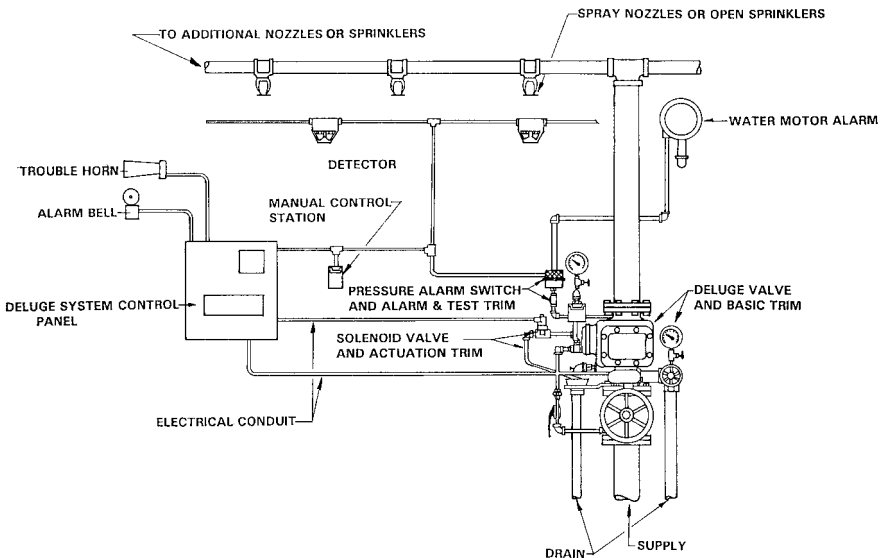 SPRAY NOZZLES OR OPEN SPRINKLERS
TO ADDITIONAL NOZZLES OR SPRINKLERS
WATER MOTOR ALARM
DETECTOR
TROUBLE HORN
ALARM BELL
MANUAL CONTROL
STATION
DELUGE SYSTEM CONTROL
PANEL
PRESSURE ALARM SWITCH
AND ALARM & TEST TRIM
DELUGE VALVE
AND BASIC TRIM
SOLENOID VALVE
AND ACTUATION TRIM
ELECTRICAL CONDUIT
DRAIN
SUPPLY